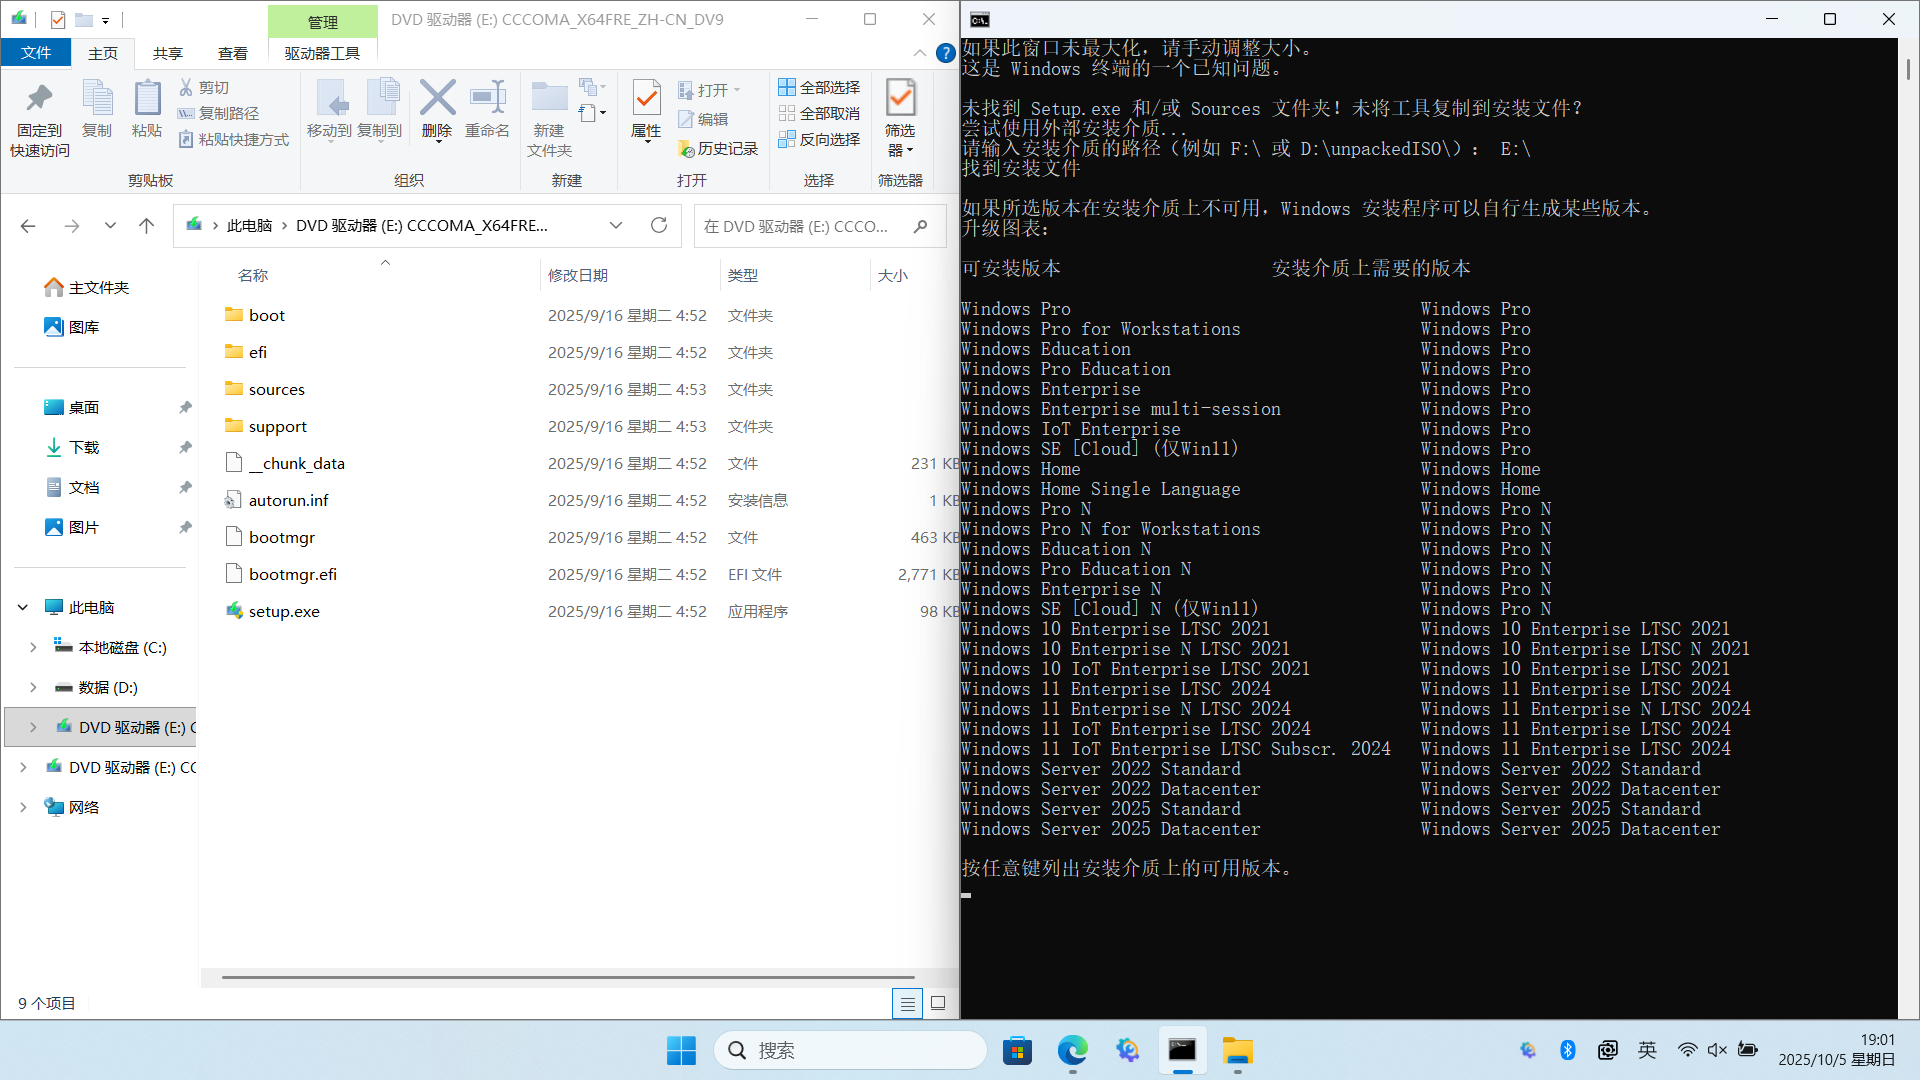 管理
DVD 驱动器 (E:) CCCOMA_X64FRE_ZH-CN_DV9
文件
主页
共享
查看
驱动器工具
固定到
快速访问
复制
粘贴
剪切
复制路径
粘贴快捷方式
剪贴板
移动到
复制到
删除
重命名
组织
新建
文件夹
新建
属性
打开
编辑
历史记录
打开
全部选择
全部取消
反向选择
选择
筛选
器
筛选器
此电脑 › DVD 驱动器 (E:) CCCOMA_X64FRE...
在 DVD 驱动器 (E:) CCCO...
主文件夹
图库
桌面
下载
文档
图片
此电脑
本地磁盘 (C:)
数据 (D:)
DVD 驱动器 (E:) C
DVD 驱动器 (E:) CC
网络
名称 修改日期 类型 大小
boot 2025/9/16 星期二 4:52 文件夹
efi 2025/9/16 星期二 4:52 文件夹
sources 2025/9/16 星期二 4:53 文件夹
support 2025/9/16 星期二 4:53 文件夹
__chunk_data 2025/9/16 星期二 4:52 文件 231 KB
autorun.inf 2025/9/16 星期二 4:52 安装信息 1 KB
bootmgr 2025/9/16 星期二 4:52 文件 463 KB
bootmgr.efi 2025/9/16 星期二 4:52 EFI 文件 2,771 KB
setup.exe 2025/9/16 星期二 4:52 应用程序 98 KB
9 个项目
如果此窗口未最大化，请手动调整大小。
这是 Windows 终端的一个已知问题。
未找到 Setup.exe 和/或 Sources 文件夹！未将工具复制到安装文件？
尝试使用外部安装介质...
请输入安装介质的路径（例如 F:\ 或 D:\unpackedISO\）： E:\
找到安装文件
如果所选版本在安装介质上不可用，Windows 安装程序可以自行生成某些版本。
升级图表：
可安装版本 安装介质上需要的版本
Windows Pro Windows Pro
Windows Pro for Workstations Windows Pro
Windows Education Windows Pro
Windows Pro Education Windows Pro
Windows Enterprise Windows Pro
Windows Enterprise multi-session Windows Pro
Windows IoT Enterprise Windows Pro
Windows SE [Cloud]（仅Win11） Windows Pro
Windows Home Windows Home
Windows Home Single Language Windows Home
Windows Pro N Windows Pro N
Windows Pro N for Workstations Windows Pro N
Windows Education N Windows Pro N
Windows Pro Education N Windows Pro N
Windows Enterprise N Windows Pro N
Windows SE [Cloud] N（仅Win11） Windows Pro N
Windows 10 Enterprise LTSC 2021 Windows 10 Enterprise LTSC 2021
Windows 10 Enterprise N LTSC 2021 Windows 10 Enterprise LTSC N 2021
Windows 10 IoT Enterprise LTSC 2021 Windows 10 Enterprise LTSC 2021
Windows 11 Enterprise LTSC 2024 Windows 11 Enterprise LTSC 2024
Windows 11 Enterprise N LTSC 2024 Windows 11 Enterprise N LTSC 2024
Windows 11 IoT Enterprise LTSC 2024 Windows 11 Enterprise LTSC 2024
Windows 11 IoT Enterprise LTSC Subscr. 2024 Windows 11 Enterprise LTSC 2024
Windows Server 2022 Standard Windows Server 2022 Standard
Windows Server 2022 Datacenter Windows Server 2022 Datacenter
Windows Server 2025 Standard Windows Server 2025 Standard
Windows Server 2025 Datacenter Windows Server 2025 Datacenter
按任意键列出安装介质上的可用版本。
搜索
英
19:01
2025/10/5 星期日